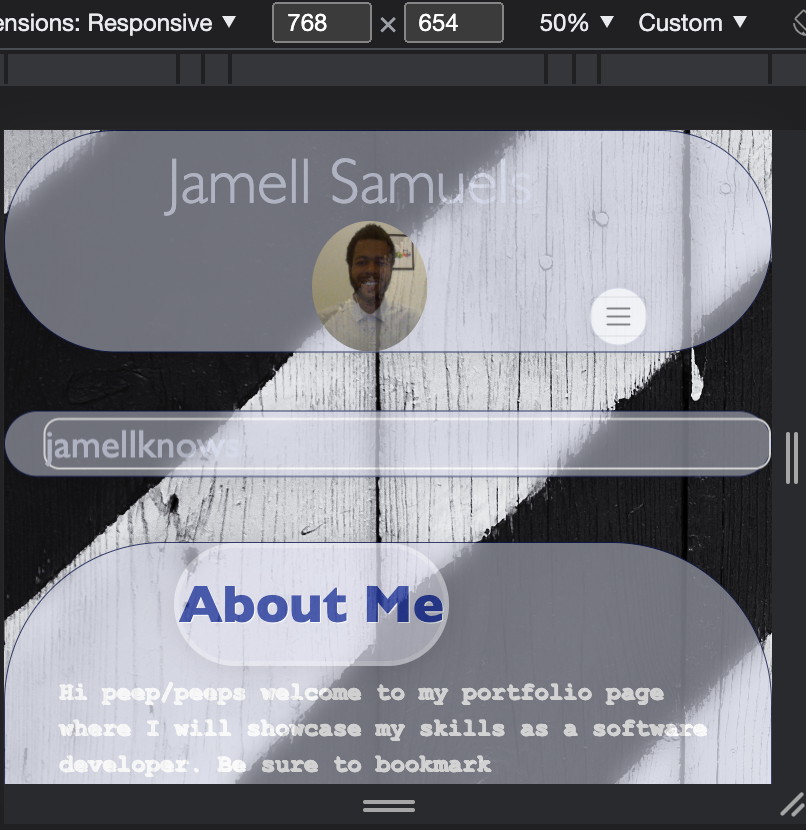 ensions: Responsive ▼ 768 × 654 50% ▼ Custom ▼
Jamell Samuels
jamellknows
About Me
Hi peep/peeps welcome to my portfolio page
where I will showcase my skills as a software
developer. Be sure to bookmark